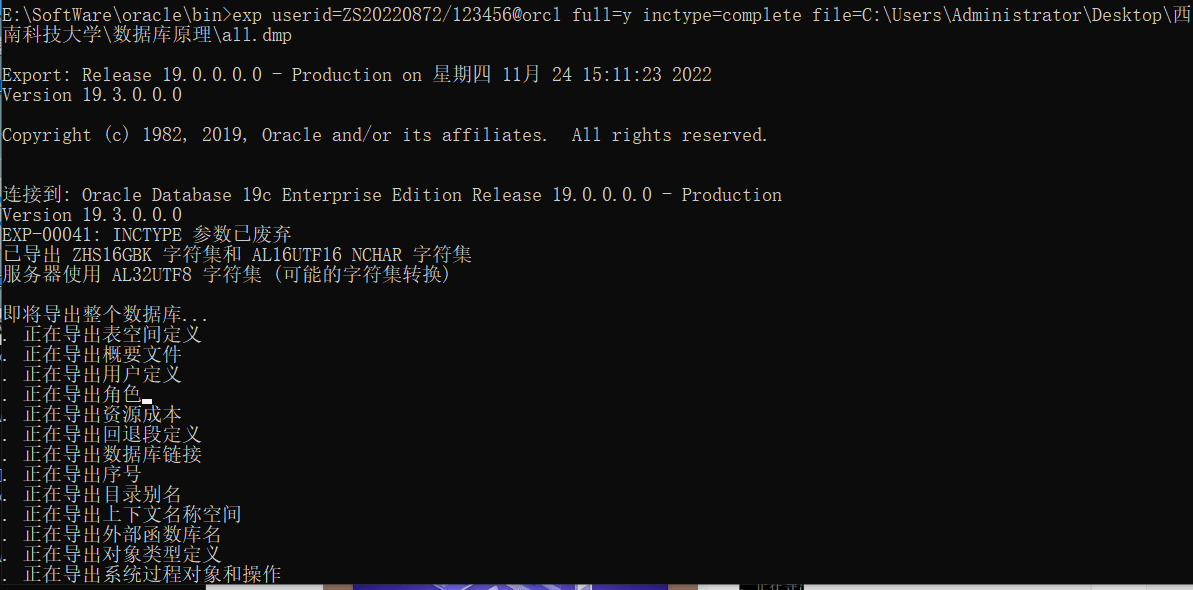 E:\SoftWare\oracle\bin>exp userid=ZS20220872/123456@orcl full=y inctype=complete file=C:\Users\Administrator\Desktop\西
南科技大学\数据库原理\all.dmp
Export: Release 19.0.0.0.0 - Production on 星期四 11月 24 15:11:23 2022
Version 19.3.0.0.0
Copyright (c) 1982, 2019, Oracle and/or its affiliates.  All rights reserved.
连接到: Oracle Database 19c Enterprise Edition Release 19.0.0.0.0 - Production
Version 19.3.0.0.0
EXP-00041: INCTYPE 参数已废弃
已导出 ZHS16GBK 字符集和 AL16UTF16 NCHAR 字符集
服务器使用 AL32UTF8 字符集 (可能的字符集转换)
即将导出整个数据库...
. 正在导出表空间定义
. 正在导出概要文件
. 正在导出用户定义
. 正在导出角色
. 正在导出资源成本
. 正在导出回退段定义
. 正在导出数据库链接
. 正在导出序号
. 正在导出目录别名
. 正在导出上下文名称空间
. 正在导出外部函数库名
. 正在导出对象类型定义
. 正在导出系统过程对象和操作